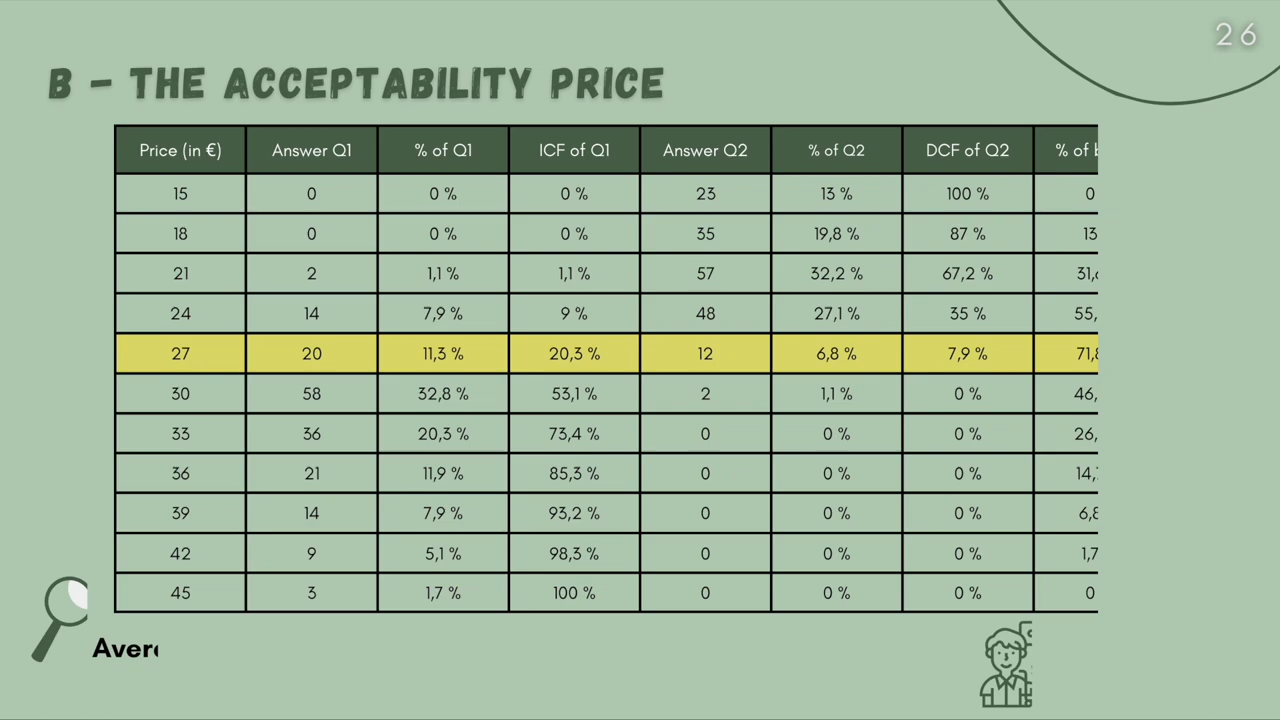 26
B - THE ACCEPTABILITY PRICE
Price (in €) Answer Q1 % of Q1 ICF of Q1 Answer Q2 % of Q2 DCF of Q2 % of
15 0 0 % 0 % 23 13 % 100 % 0
18 0 0 % 0 % 35 19,8 % 87 % 13
21 2 1,1 % 1,1 % 57 32,2 % 67,2 % 31,
24 14 7,9 % 9 % 48 27,1 % 35 % 55,
27 20 11,3 % 20,3 % 12 6,8 % 7,9 % 71,
30 58 32,8 % 53,1 % 2 1,1 % 0 % 46,
33 36 20,3 % 73,4 % 0 0 % 0 % 26,
36 21 11,9 % 85,3 % 0 0 % 0 % 14,
39 14 7,9 % 93,2 % 0 0 % 0 % 6,8
42 9 5,1 % 98,3 % 0 0 % 0 % 1,7
45 3 1,7 % 100 % 0 0 % 0 % 0